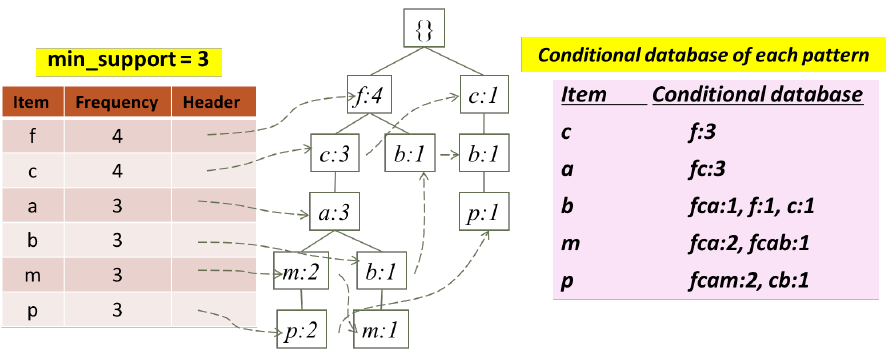 min_support = 3
Item Frequency Header
f 4
c 4
a 3
b 3
m 3
p 3
{}
f:4 c:1
c:3 b:1 b:1
a:3 p:1
m:2 b:1
p:2 m:1
Conditional database of each pattern
Item Conditional database
c f:3
a fc:3
b fca:1, f:1, c:1
m fca:2, fcab:1
p fcam:2, cb:1